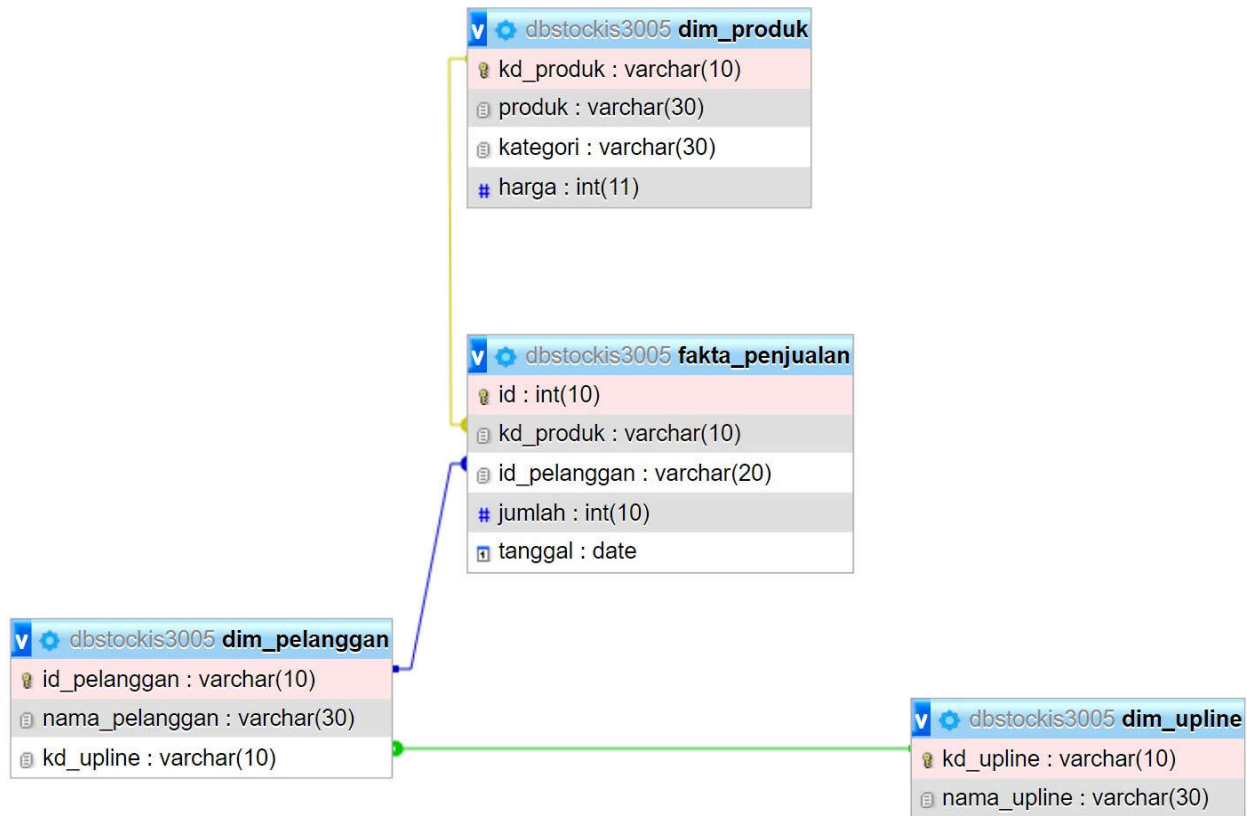 v dbstockis3005 dim_produk
kd_produk : varchar(10)
produk : varchar(30)
kategori : varchar(30)
# harga : int(11)
v dbstockis3005 fakta_penjualan
id : int(10)
kd_produk : varchar(10)
id_pelanggan : varchar(20)
# jumlah : int(10)
tanggal : date
v dbstockis3005 dim_pelanggan
id_pelanggan : varchar(10)
nama_pelanggan : varchar(30)
kd_upline : varchar(10)
v dbstockis3005 dim_upline
kd_upline : varchar(10)
nama_upline : varchar(30)